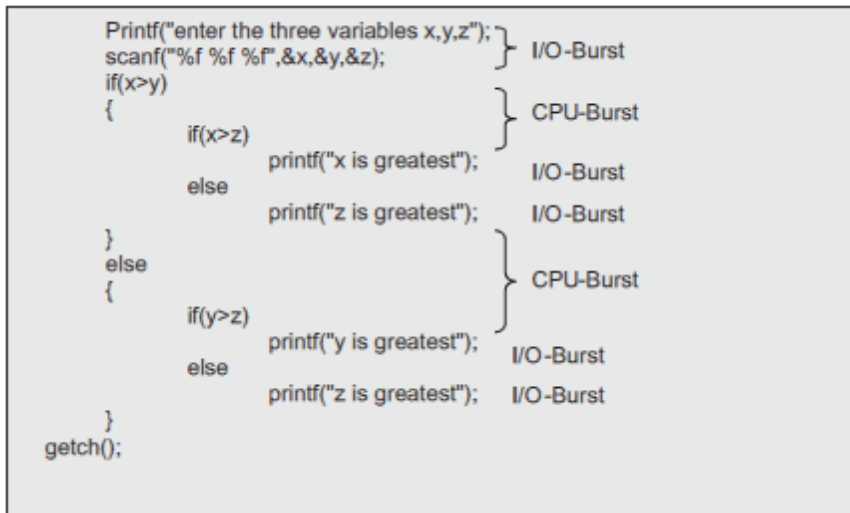 Printf("enter the three variables x,y,z");
scanf("%f %f %f",&x,&y,&z); I/O-Burst
if(x>y)
{ CPU-Burst
if(x>z)
printf("x is greatest"); I/O-Burst
else
printf("z is greatest"); I/O-Burst
}
else
{ CPU-Burst
if(y>z)
printf("y is greatest"); I/O-Burst
else
printf("z is greatest"); I/O-Burst
}
getch();